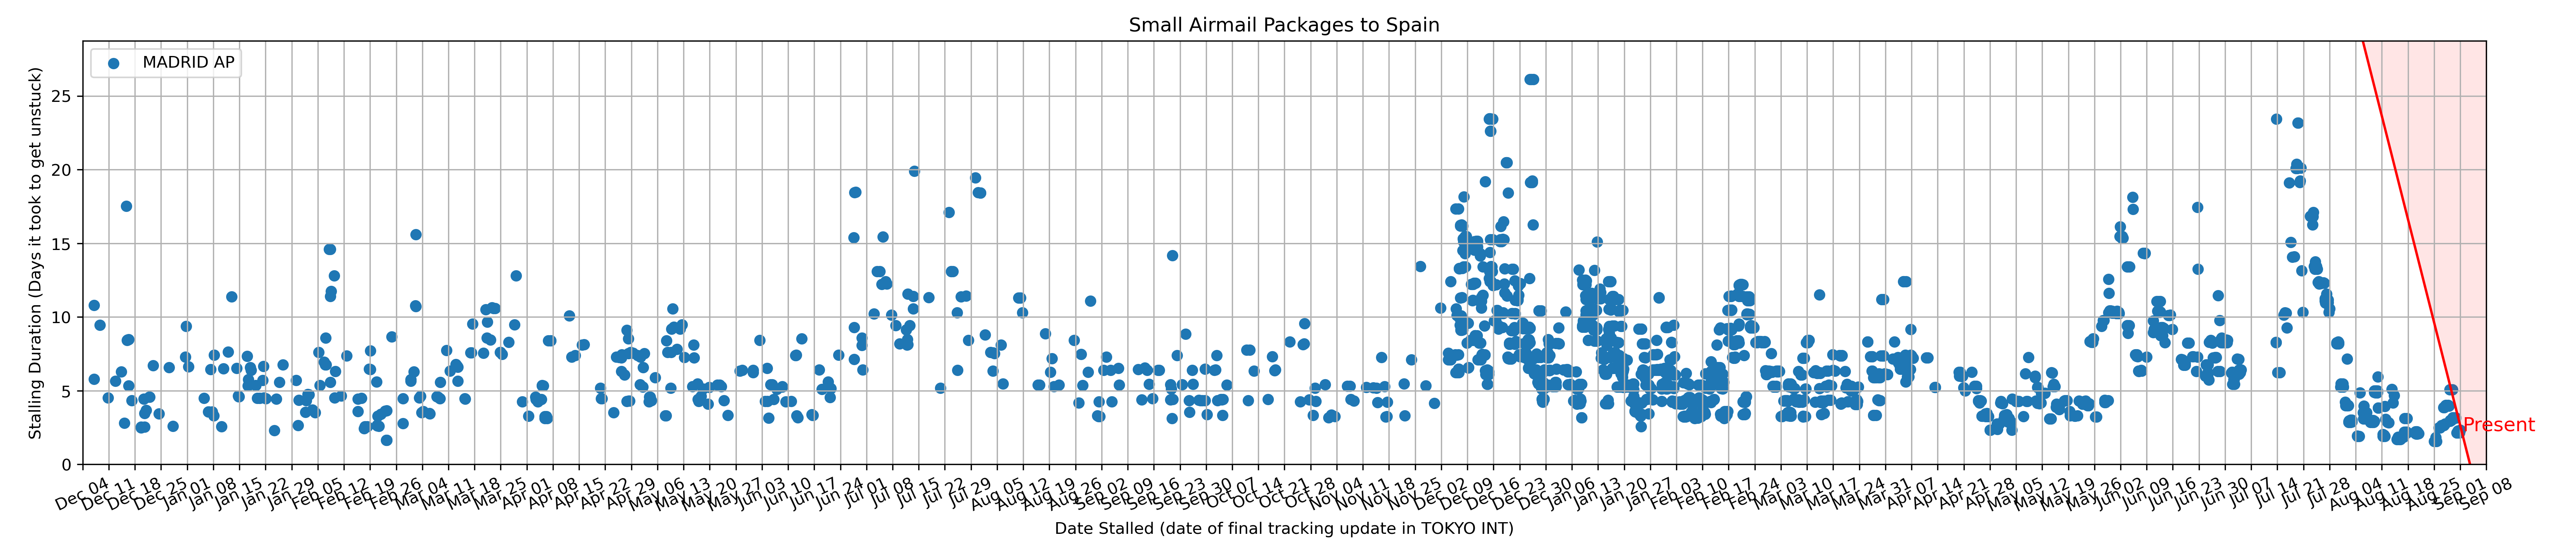 Small Airmail Packages to Spain
MADRID AP
Stalling Duration (Days it took to get unstuck)
25
20
15
10
5
0
Present
Dec 04
Dec 11
Dec 18
Dec 25
Jan 01
Jan 08
Jan 15
Jan 22
Jan 29
Feb 05
Feb 12
Feb 19
Feb 26
Mar 04
Mar 11
Mar 18
Mar 25
Apr 01
Apr 08
Apr 15
Apr 22
Apr 29
May 06
May 13
May 20
May 27
Jun 03
Jun 10
Jun 17
Jun 24
Jul 01
Jul 08
Jul 15
Jul 22
Jul 29
Aug 05
Aug 12
Aug 19
Aug 26
Sep 02
Sep 09
Sep 16
Sep 23
Sep 30
Oct 07
Oct 14
Oct 21
Oct 28
Nov 04
Nov 11
Nov 18
Nov 25
Dec 02
Dec 09
Dec 16
Dec 23
Dec 30
Jan 06
Jan 13
Jan 20
Jan 27
Feb 03
Feb 10
Feb 17
Feb 24
Mar 03
Mar 10
Mar 17
Mar 24
Mar 31
Apr 07
Apr 14
Apr 21
Apr 28
May 05
May 12
May 19
May 26
Jun 02
Jun 09
Jun 16
Jun 23
Jun 30
Jul 07
Jul 14
Jul 21
Jul 28
Aug 04
Aug 11
Aug 18
Aug 25
Sep 01
Sep 08
Date Stalled (date of final tracking update in TOKYO INT)